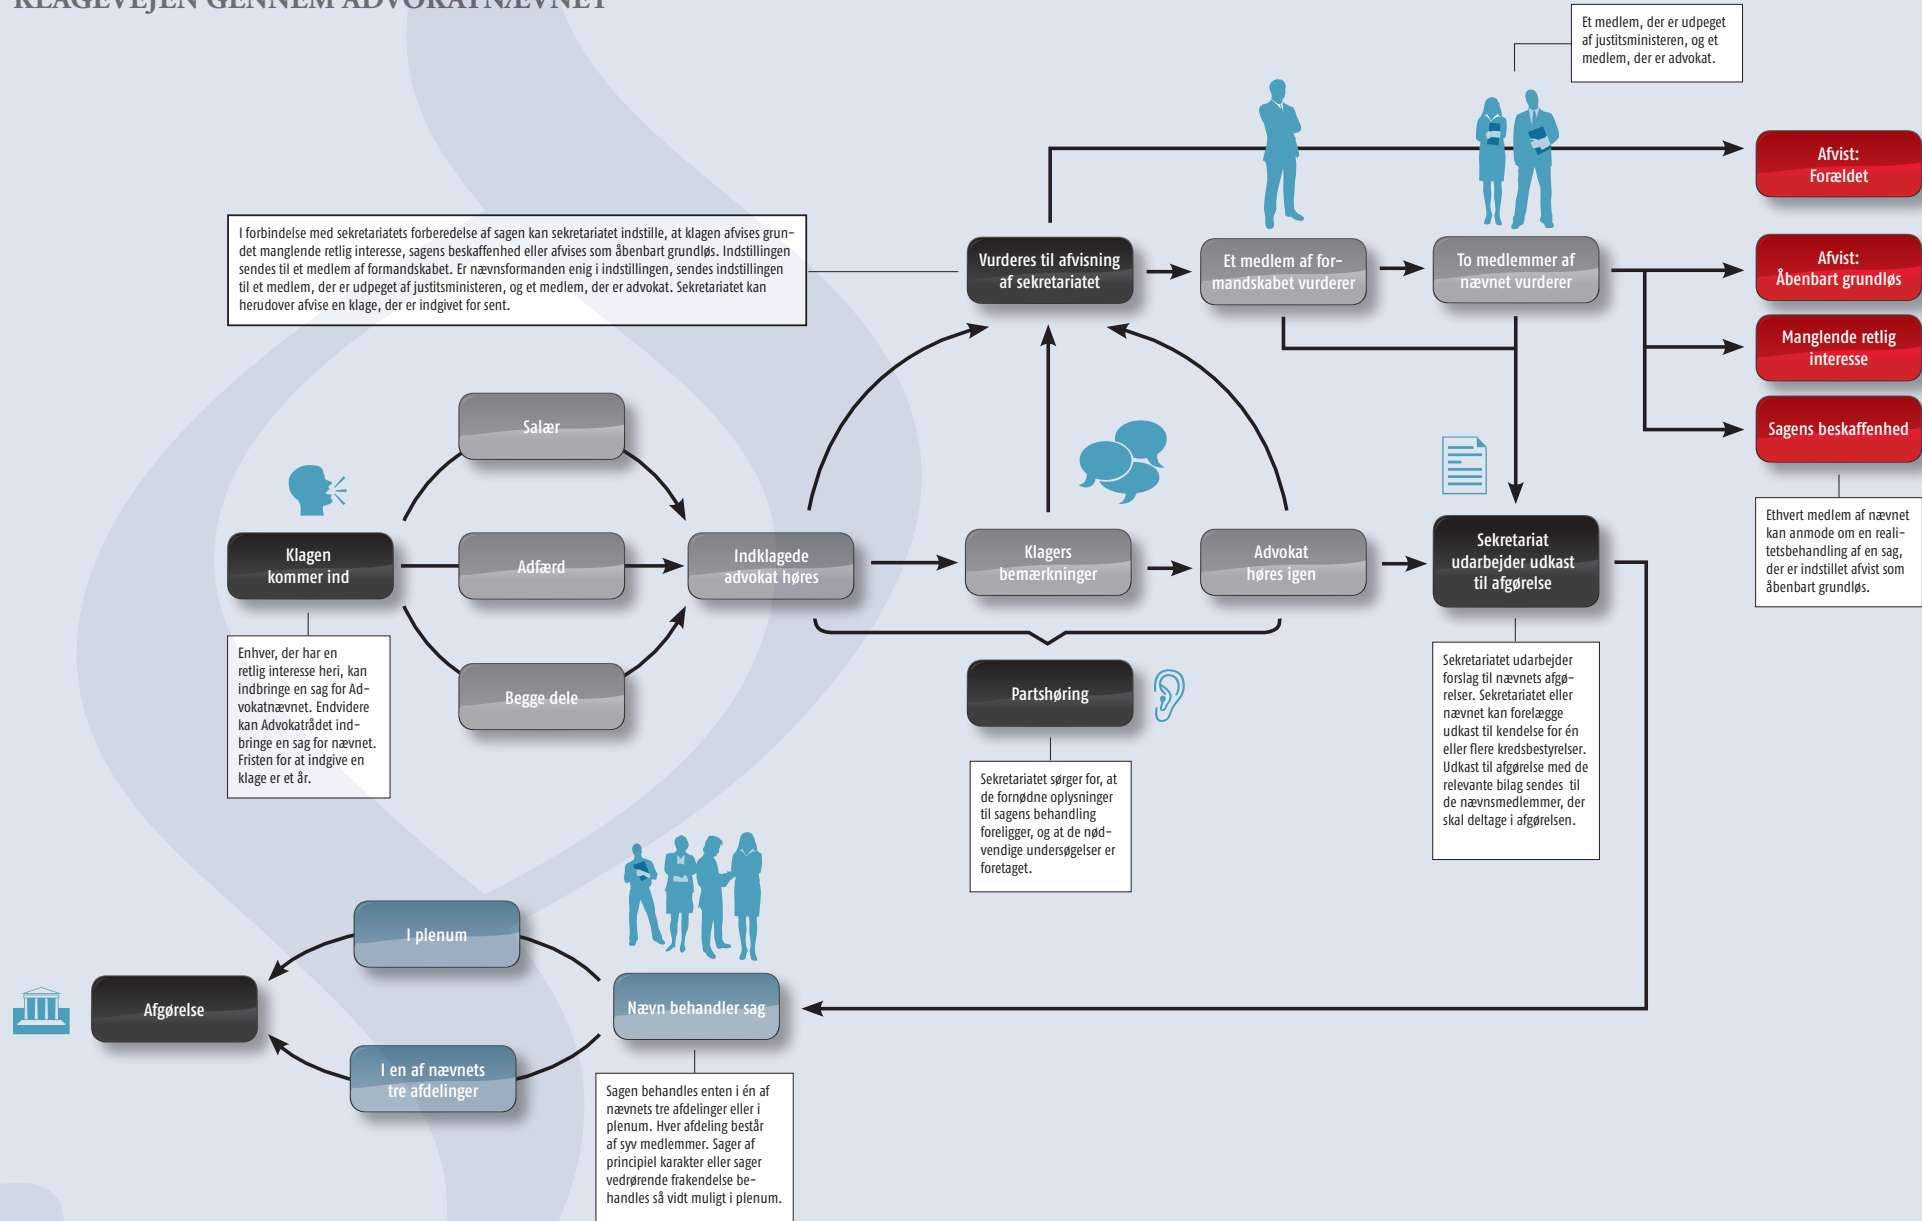 KLAGEVEJEN GENNEM ADVOKATNÆVNET
Et medlem, der er udpeget
af justitsministeren, og et
medlem, der er advokat.
Afvist:
Forældet
I forbindelse med sekretariatets forberedelse af sagen kan sekretariatet indstille, at klagen afvises grun-
det manglende retlig interesse, sagens beskaffenhed eller afvises som åbenbart grundløs. Indstillingen
sendes til et medlem af formandskabet. Er nævnsformanden enig i indstillingen, sendes indstillingen
til et medlem, der er udpeget af justitsministeren, og et medlem, der er advokat. Sekretariatet kan
herudover afvise en klage, der er indgivet for sent.
Vurderes til afvisning
af sekretariatet
Et medlem af for-
mandskabet vurderer
To medlemmer af
nævnet vurderer
Afvist:
Åbenbart grundløs
Manglende retlig
interesse
Sagens beskaffenhed
Ethvert medlem af nævnet
kan anmode om en reali-
tetsbehandling af en sag,
der er indstillet afvist som
åbenbart grundløs.
Salær
Klagen
kommer ind
Adfærd
Begge dele
Indklagede
advokat høres
Klagers
bemærkninger
Advokat
høres igen
Sekretariat
udarbejder udkast
til afgørelse
Enhver, der har en
retlig interesse heri, kan
indbringe en sag for Ad-
vokatnævnet. Endvidere
kan Advokatrådet ind-
bringe en sag for nævnet.
Fristen for at indgive en
klage er et år.
Partshøring
Sekretariatet sørger for, at
de fornødne oplysninger
til sagens behandling
foreligger, og at de nød-
vendige undersøgelser er
foretaget.
Sekretariatet udarbejder
forslag til nævnets afgø-
relser. Sekretariatet eller
nævnet kan forelægge
udkast til kendelse for én
eller flere kredsbestyrelser.
Udkast til afgørelse med de
relevante bilag sendes til
de nævnsmedlemmer, der
skal deltage i afgørelsen.
I plenum
Afgørelse
Nævn behandler sag
I en af nævnets
tre afdelinger
Sagen behandles enten i én af
nævnets tre afdelinger eller i
plenum. Hver afdeling består
af syv medlemmer. Sager af
principiel karakter eller sager
vedrørende frakendelse be-
handles så vidt muligt i plenum.